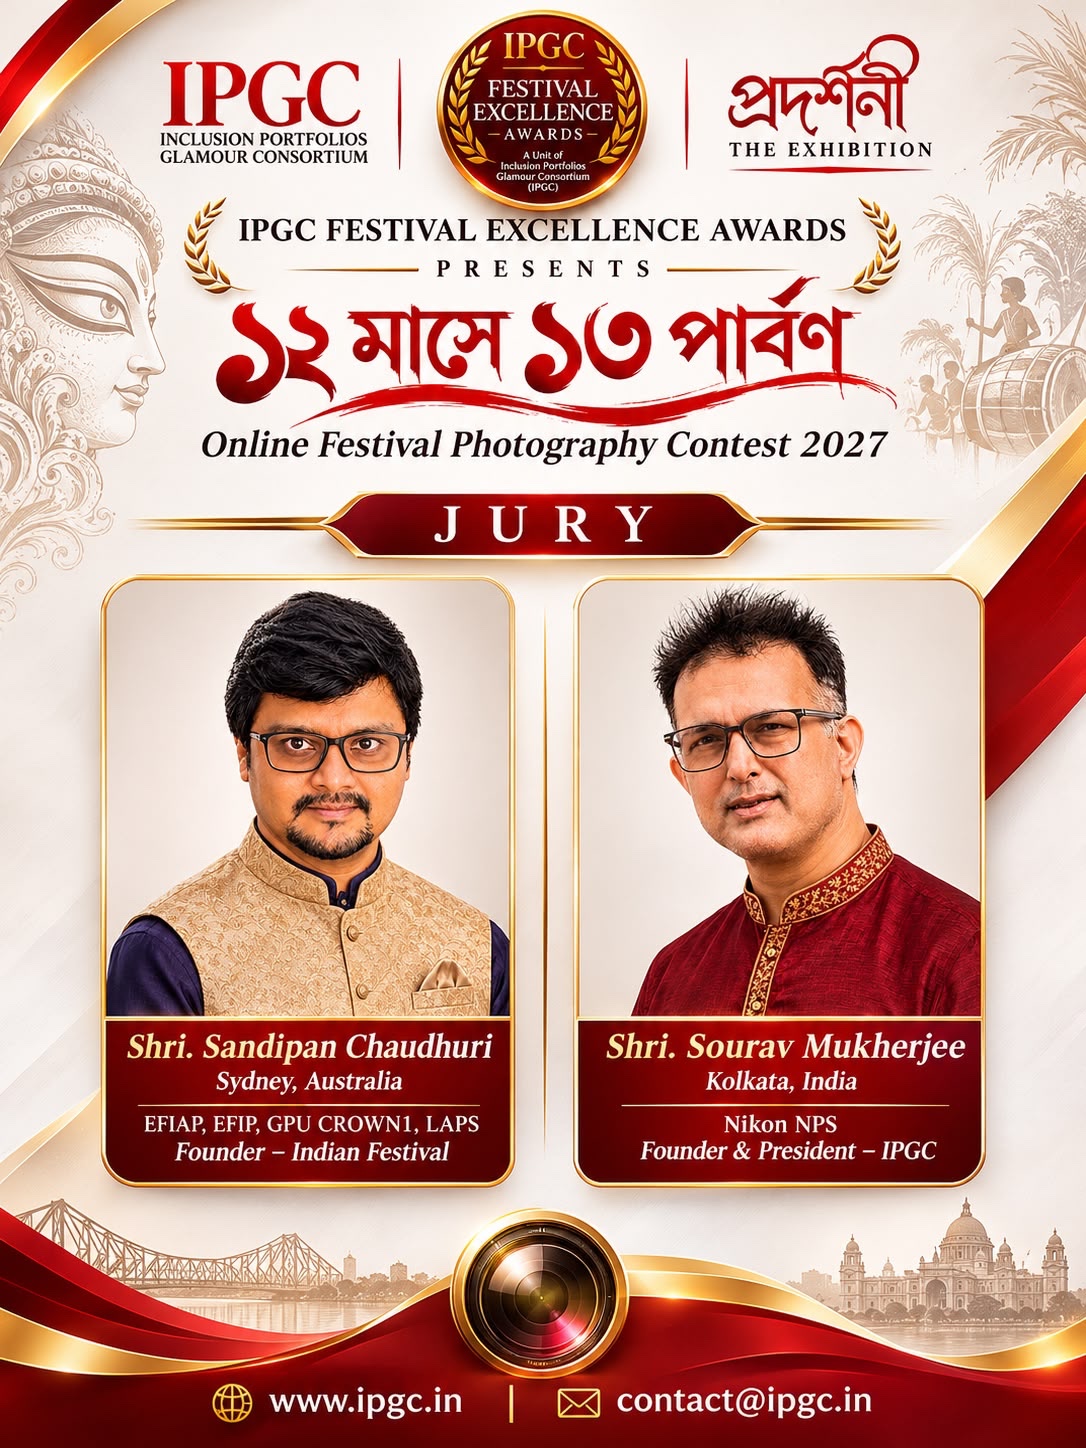 IPGC
INCLUSION PORTFOLIOS
GLAMOUR CONSORTIUM
IPGC
FESTIVAL
EXCELLENCE
AWARDS
A Unit of
Inclusion Portfolios
Glamour Consortium
(IPGC)
প্রদর্শনী
THE EXHIBITION
IPGC FESTIVAL EXCELLENCE AWARDS
PRESENTS
১২ মাসে ১৩ পার্বণ
Online Festival Photography Contest 2027
JURY
Shri. Sandipan Chaudhuri
Sydney, Australia
EFIAP, EFIP, GPU CROWN1, LAPS
Founder – Indian Festival
Shri. Sourav Mukherjee
Kolkata, India
Nikon NPS
Founder & President – IPGC
www.ipgc.in | contact@ipgc.in